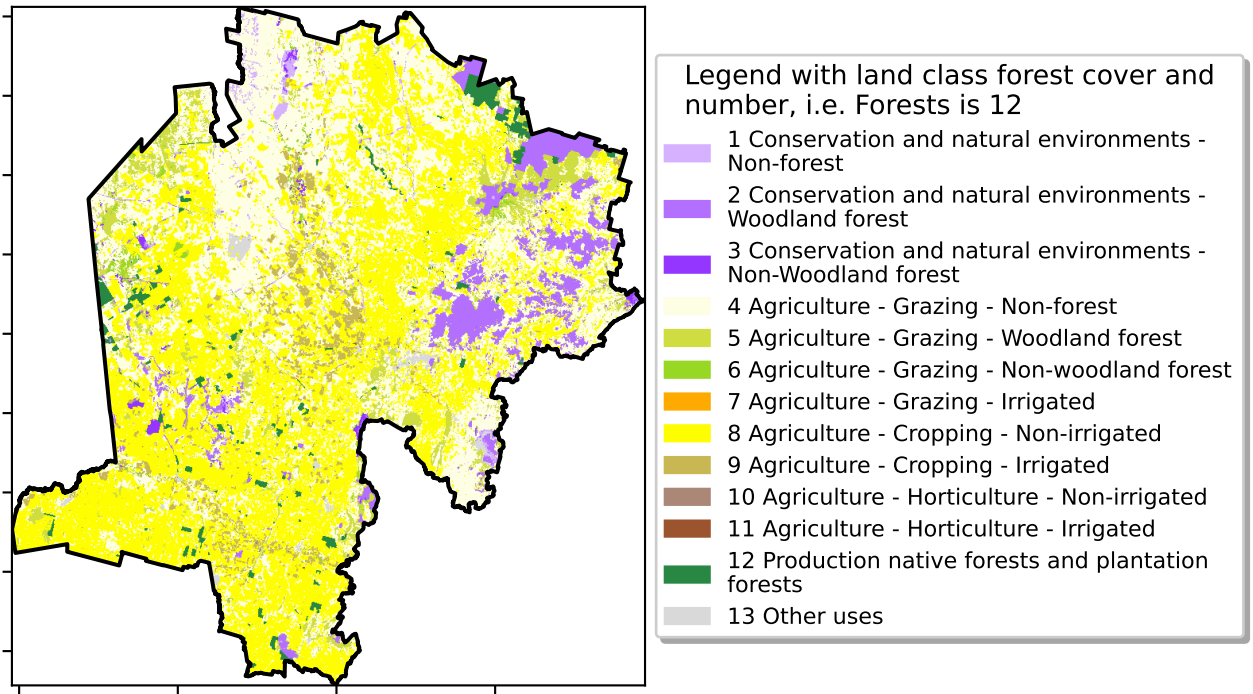 Legend with land class forest cover and
number, i.e. Forests is 12
1 Conservation and natural environments -
Non-forest
2 Conservation and natural environments -
Woodland forest
3 Conservation and natural environments -
Non-Woodland forest
4 Agriculture - Grazing - Non-forest
5 Agriculture - Grazing - Woodland forest
6 Agriculture - Grazing - Non-woodland forest
7 Agriculture - Grazing - Irrigated
8 Agriculture - Cropping - Non-irrigated
9 Agriculture - Cropping - Irrigated
10 Agriculture - Horticulture - Non-irrigated
11 Agriculture - Horticulture - Irrigated
12 Production native forests and plantation
forests
13 Other uses